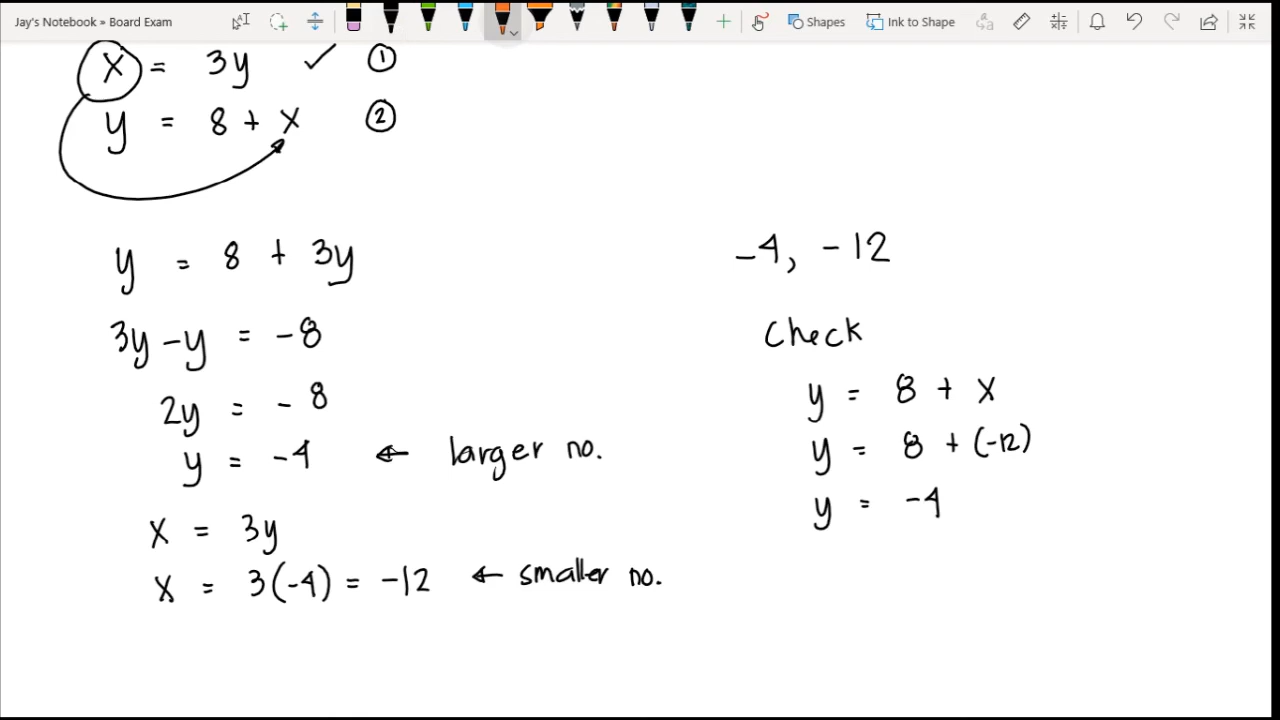 Jay's Notebook » Board Exam
Shapes
Ink to Shape
x = 3y ✓ ①
y = 8 + x ②
y = 8 + 3y
3y - y = -8
2y = -8
y = -4 ← larger no.
x = 3y
x = 3(-4) = -12 ← smaller no.
-4, -12
Check
y = 8 + x
y = 8 + (-12)
y = -4